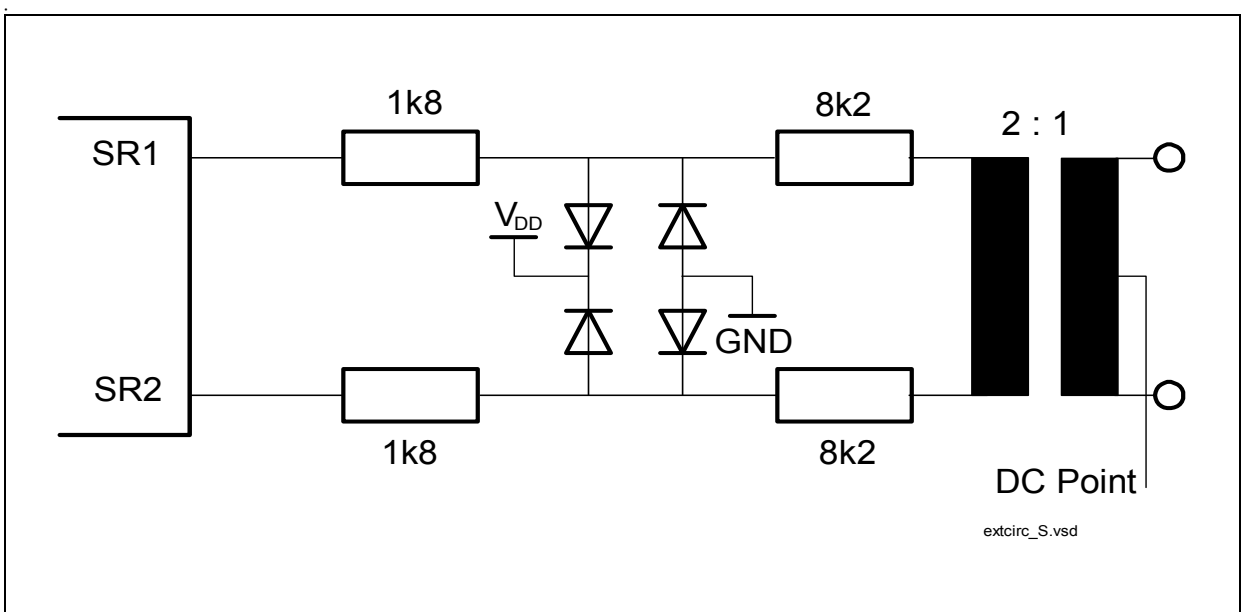 1k8
8k2
2 : 1
SR1
VDD
GND
SR2
1k8
8k2
DC Point
extcirc_S.vsd